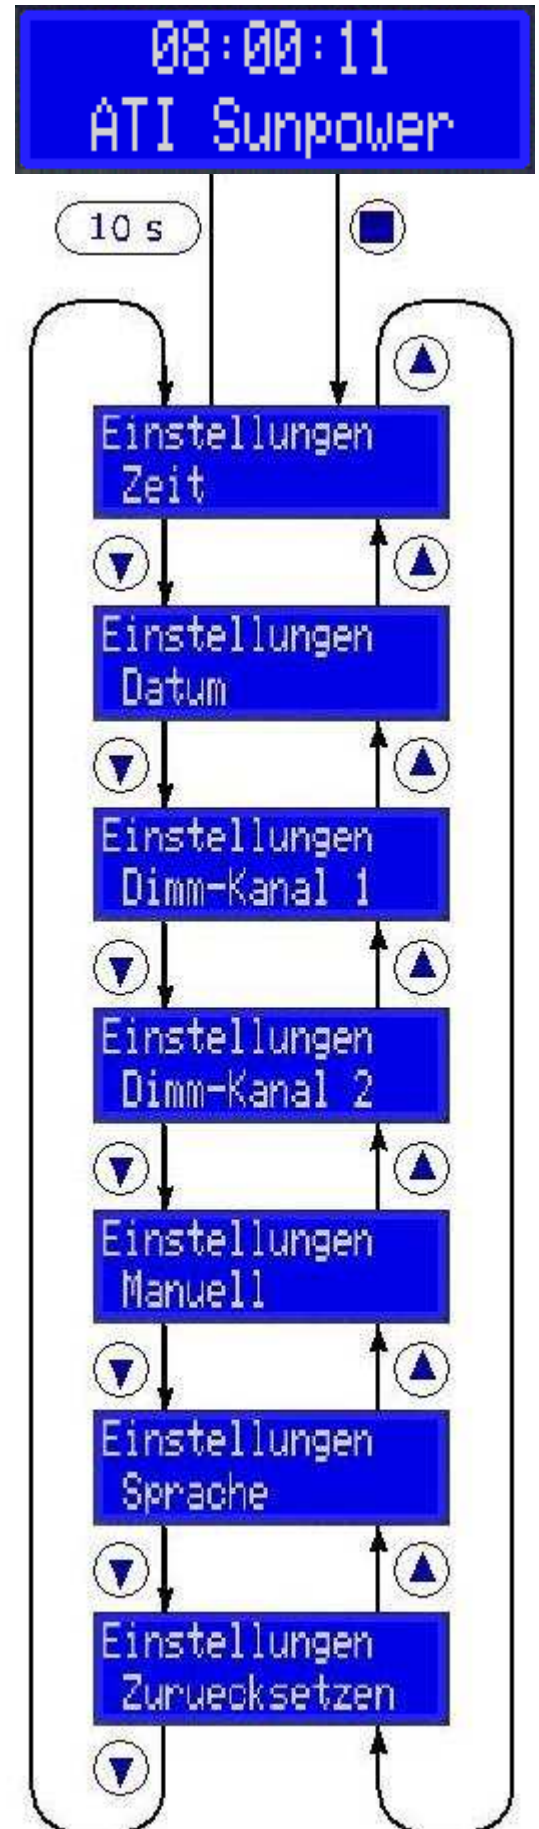 08:00:11
ATI Sunpower
10 s
Einstellungen
Zeit
Einstellungen
Datum
Einstellungen
Dimm-Kanal 1
Einstellungen
Dimm-Kanal 2
Einstellungen
Manuell
Einstellungen
Sprache
Einstellungen
Zuruecksetzen